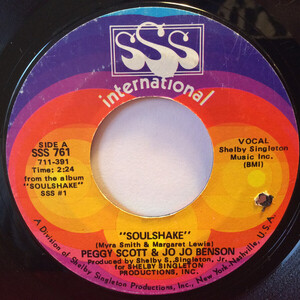 SSS
international
SIDE A
SSS 761
711-391
Time: 2:24
from the album
"SOULSHAKE"
SSS #1
VOCAL
Shelby Singleton
Music Inc.
(BMI)
"SOULSHAKE"
(Myra Smith & Margaret Lewis)
PEGGY SCOTT & JO JO BENSON
Produced by Shelby S. Singleton, Jr.
for SHELBY SINGLETON
PRODUCTIONS, INC.
A Division of Shelby Singleton Productions, Inc., New York, Nashville, U.S.A.